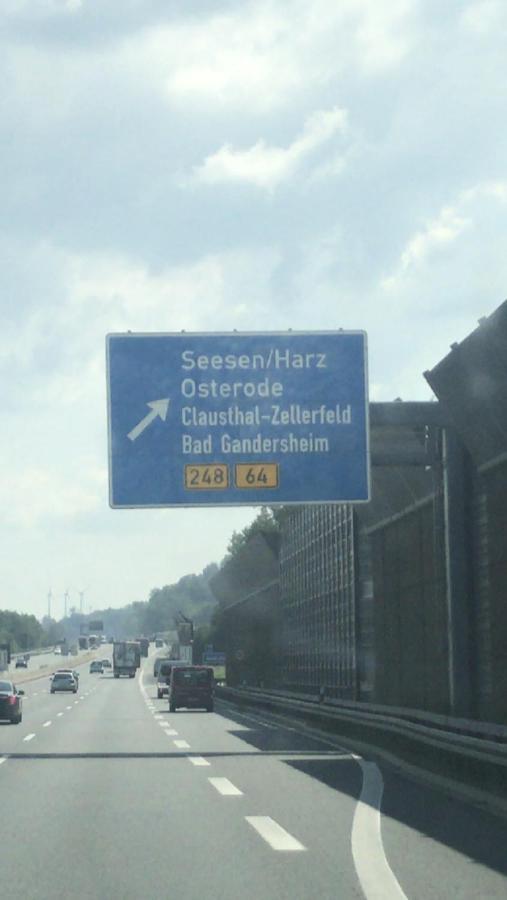 Seesen/Harz
Osterode
Clausthal-Zellerfeld
Bad Gandersheim
248 64